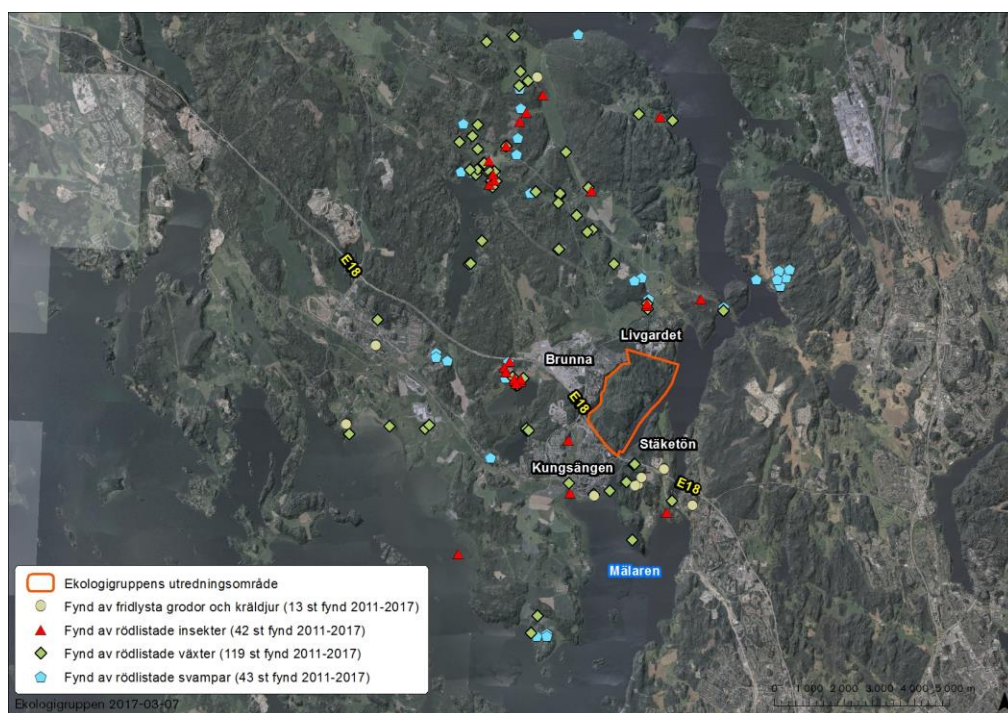 E18
Livgardet
Brunna
E18
Stäketön
Kungsängen
E18
Mälaren
Ekologigruppens utredningsområde
Fynd av fridlysta grodor och kräldjur (13 st fynd 2011-2017)
Fynd av rödlistade insekter (42 st fynd 2011-2017)
Fynd av rödlistade växter (119 st fynd 2011-2017)
Fynd av rödlistade svampar (43 st fynd 2011-2017)
Ekologigruppen 2017-03-07
0 1 000 2 000 3 000 4 000 5 000 m